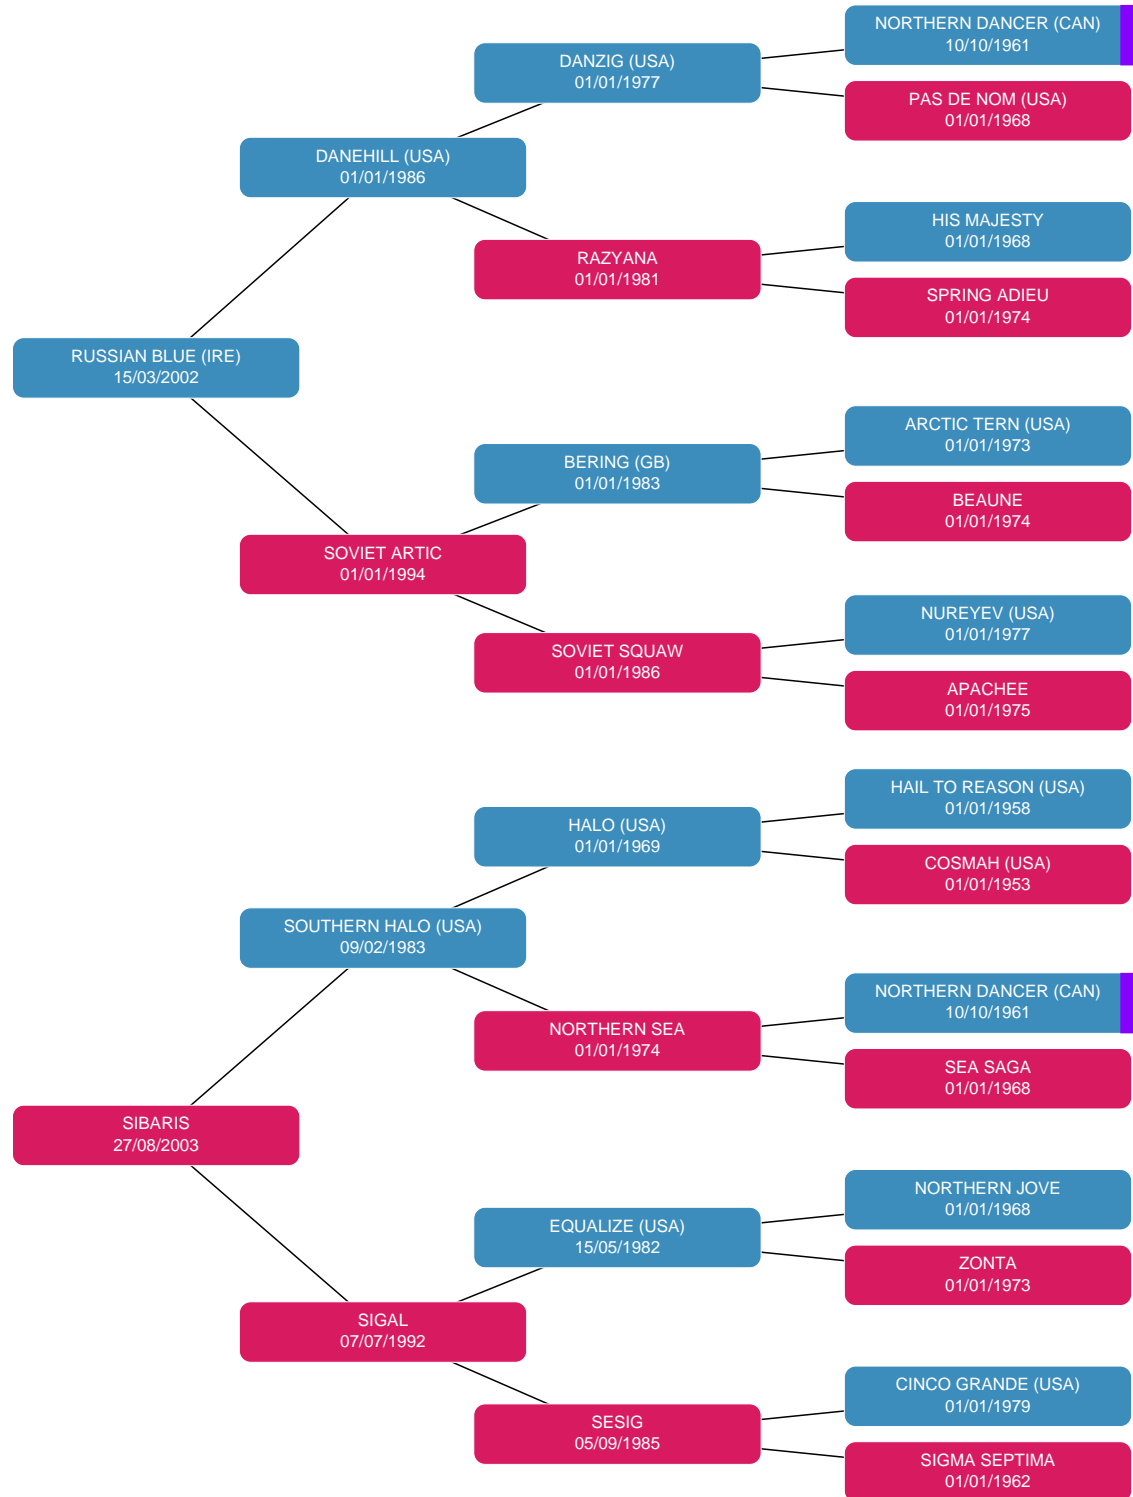 NORTHERN DANCER (CAN)
10/10/1961
DANZIG (USA)
01/01/1977
PAS DE NOM (USA)
01/01/1968
DANEHILL (USA)
01/01/1986
HIS MAJESTY
01/01/1968
RAZYANA
01/01/1981
SPRING ADIEU
01/01/1974
RUSSIAN BLUE (IRE)
15/03/2002
ARCTIC TERN (USA)
01/01/1973
BERING (GB)
01/01/1983
BEAUNE
01/01/1974
SOVIET ARTIC
01/01/1994
NUREYEV (USA)
01/01/1977
SOVIET SQUAW
01/01/1986
APACHEE
01/01/1975
HAIL TO REASON (USA)
01/01/1958
HALO (USA)
01/01/1969
COSMAH (USA)
01/01/1953
SOUTHERN HALO (USA)
09/02/1983
NORTHERN DANCER (CAN)
10/10/1961
NORTHERN SEA
01/01/1974
SEA SAGA
01/01/1968
SIBARIS
27/08/2003
NORTHERN JOVE
01/01/1968
EQUALIZE (USA)
15/05/1982
ZONTA
01/01/1973
SIGAL
07/07/1992
CINCO GRANDE (USA)
01/01/1979
SESIG
05/09/1985
SIGMA SEPTIMA
01/01/1962